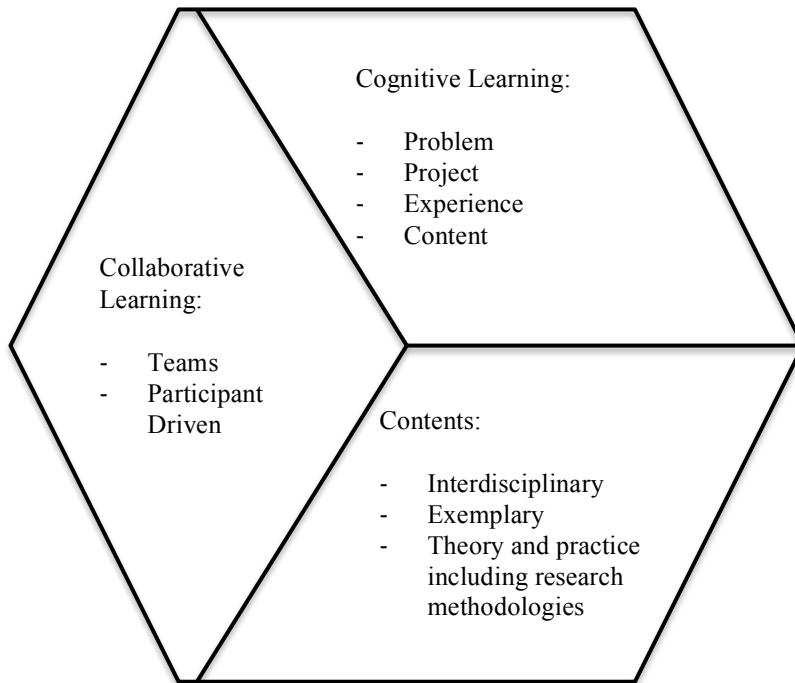 Cognitive Learning:
- Problem
- Project
- Experience
- Content
Collaborative
Learning:
- Teams
- Participant
Driven
Contents:
- Interdisciplinary
- Exemplary
- Theory and practice
including research
methodologies